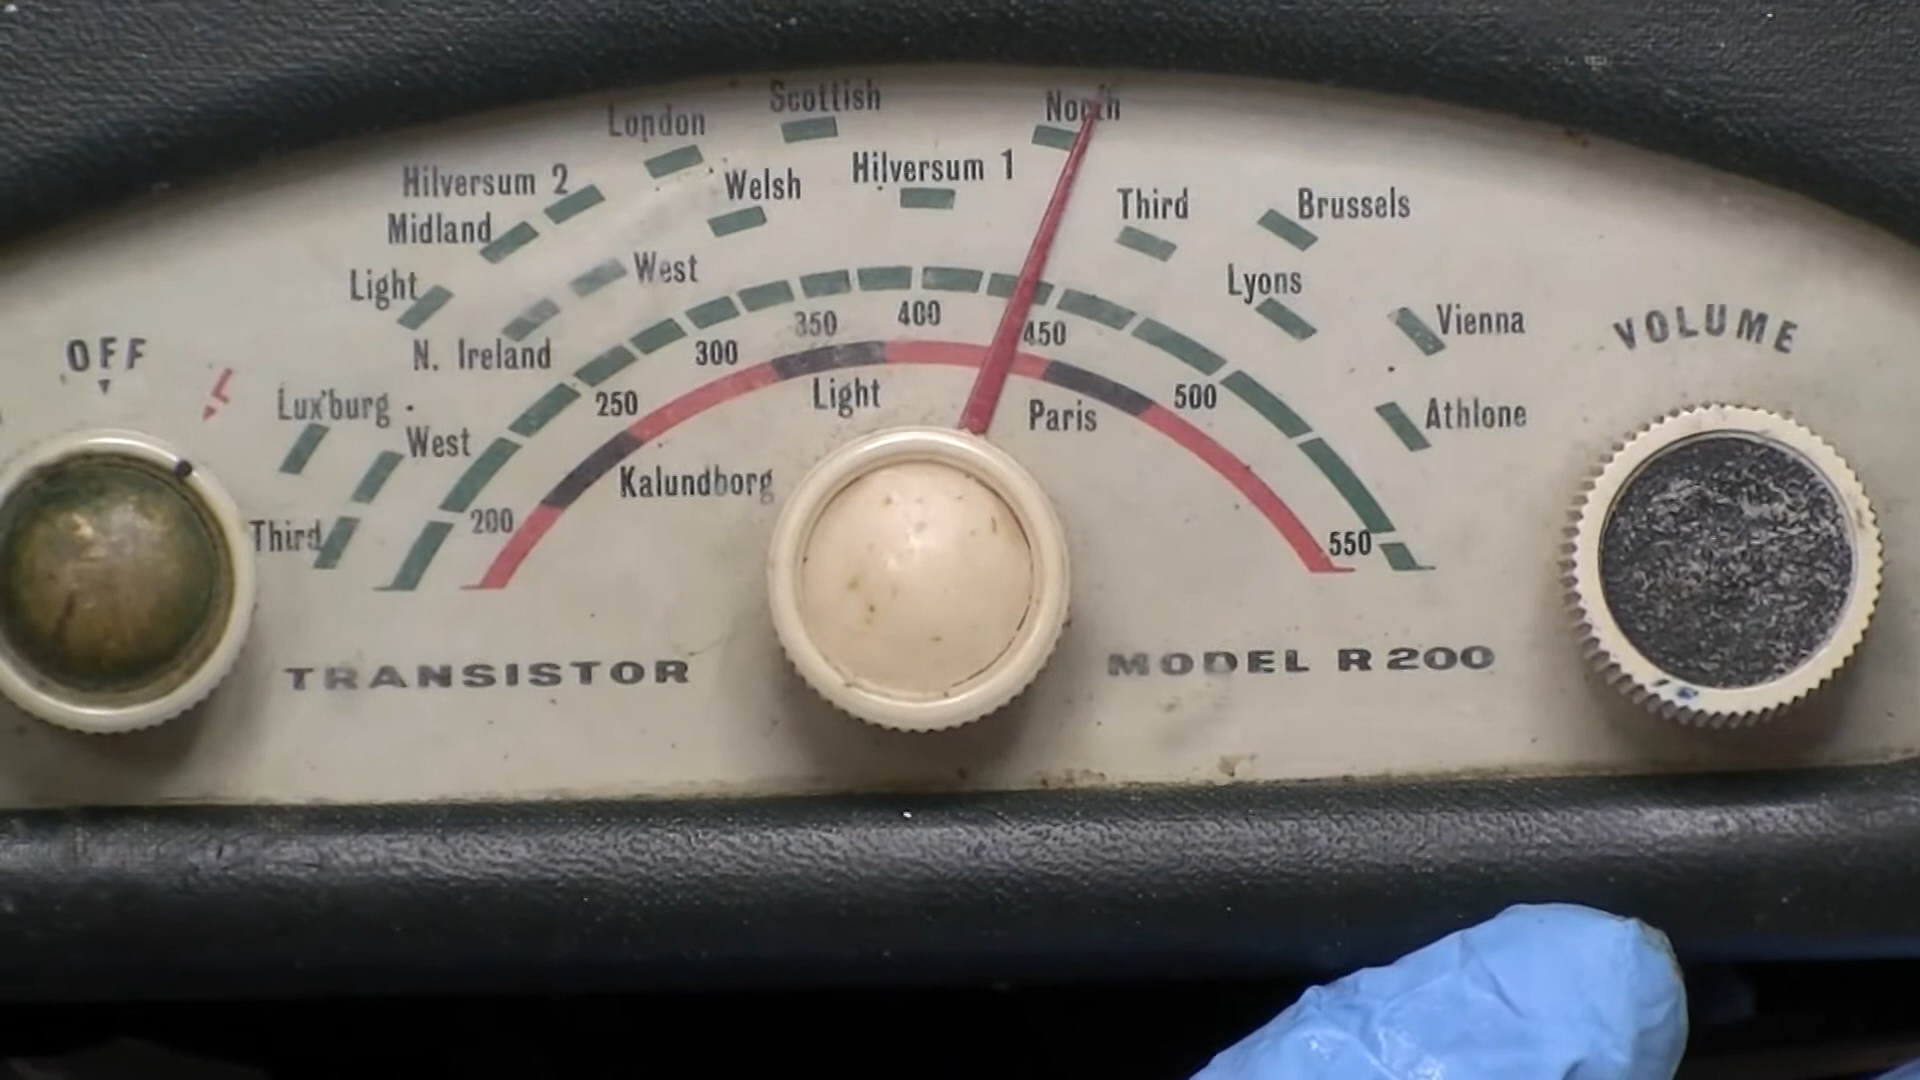 Scottish
North
London
Hilversum 2
Welsh
Hilversum 1
Third
Brussels
Midland
West
Lyons
Light
Vienna
VOLUME
N. Ireland
300
350
400
450
OFF
L
Lux'burg
250
Light
Paris
500
Athlone
West
Kalundborg
Third
200
550
TRANSISTOR
MODEL R200